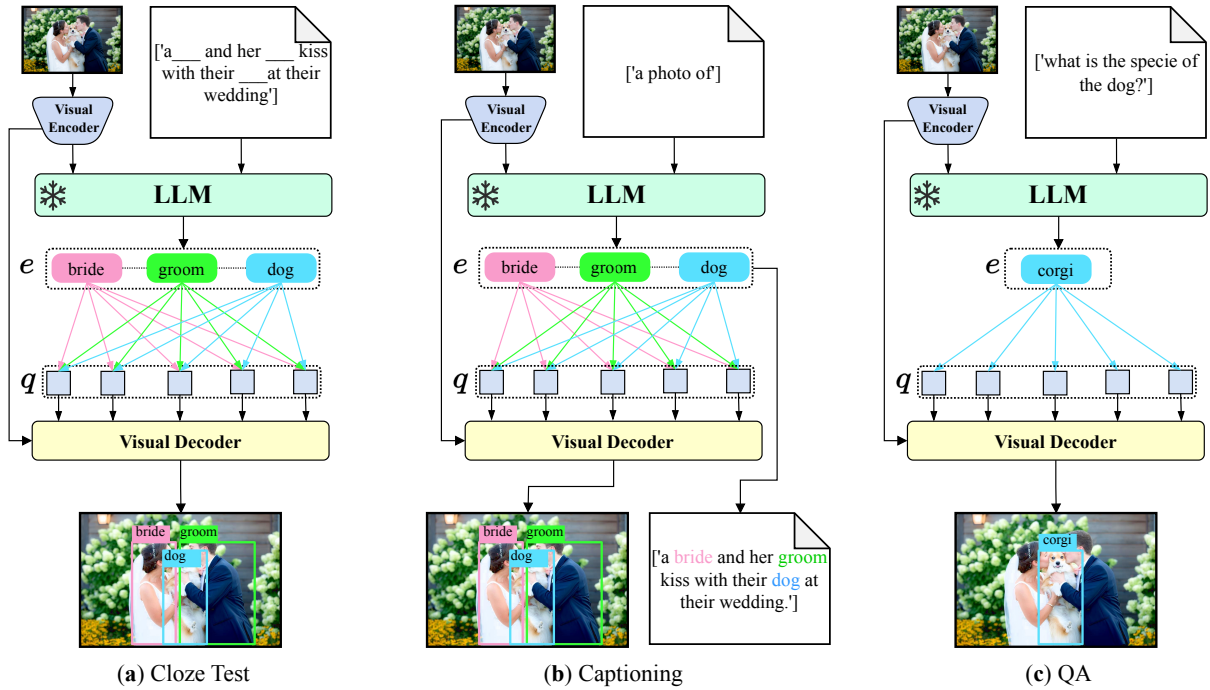 ['a___ and her ___ kiss
with their ___at their
wedding']
Visual
Encoder
LLM
e
bride
groom
dog
q
Visual Decoder
bride
groom
dog
(a) Cloze Test
['a photo of']
Visual
Encoder
LLM
e
bride
groom
dog
q
Visual Decoder
bride
groom
dog
['a bride and her groom
kiss with their dog at
their wedding.']
(b) Captioning
['what is the specie of
the dog?']
Visual
Encoder
LLM
e
corgi
q
Visual Decoder
corgi
(c) QA